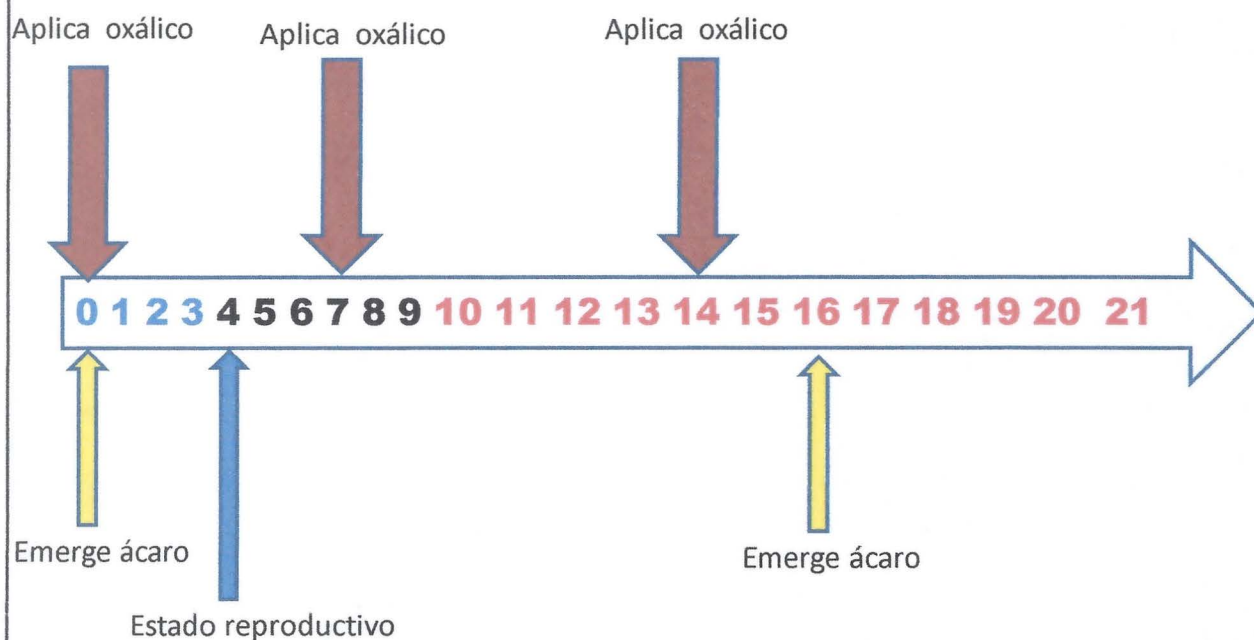 Aplica oxálico
Aplica oxálico
Aplica oxálico
0 1 2 3 4 5 6 7 8 9 10 11 12 13 14 15 16 17 18 19 20 21
Emerge ácaro
Emerge ácaro
Estado reproductivo